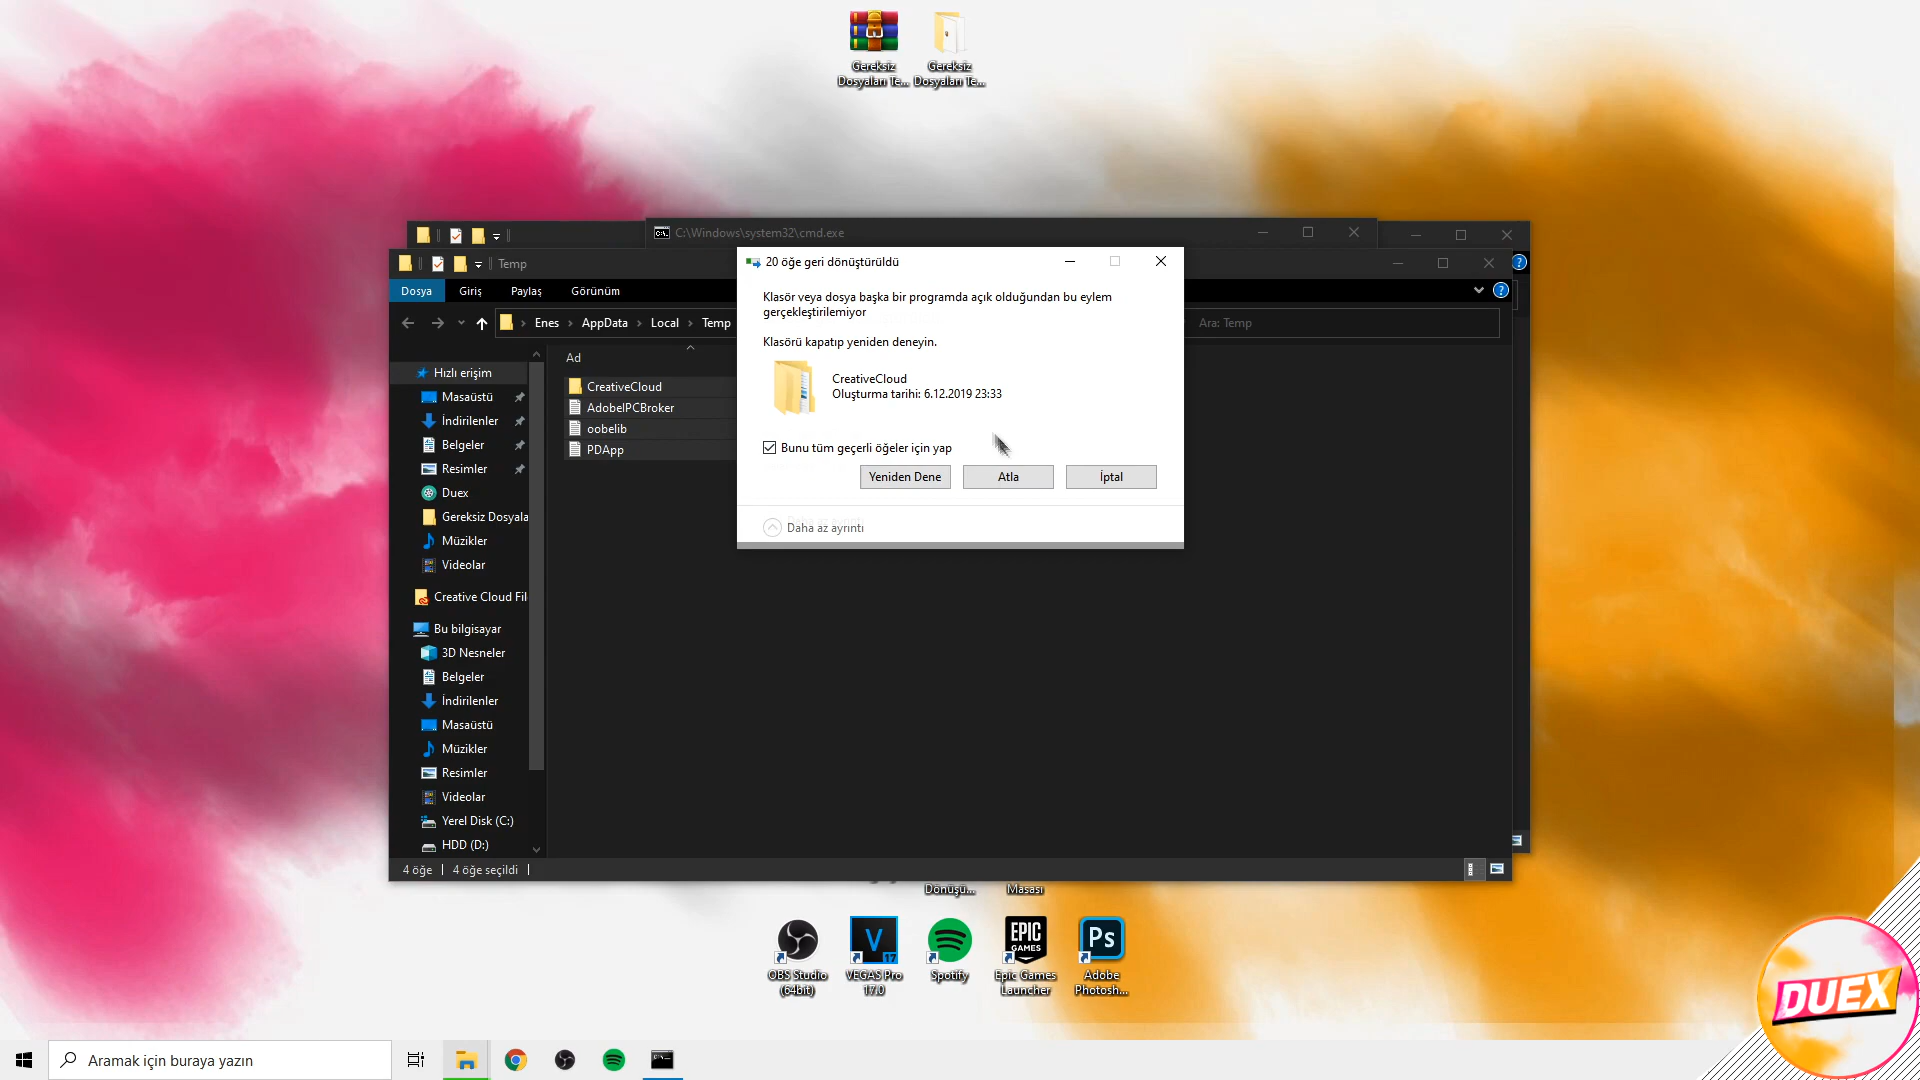 Gereksiz
Dosyaları Te...
Gereksiz
Dosyaları Te...
C:\Windows\system32\cmd.exe
Temp
20 öğe geri dönüştürüldü
Dosya
Giriş
Paylaş
Görünüm
Klasör veya dosya başka bir programda açık olduğundan bu eylem
gerçekleştirilemiyor
Enes
AppData
Local
Temp
Ara: Temp
Klasörü kapatıp yeniden deneyin.
Ad
CreativeCloud
Oluşturma tarihi: 6.12.2019 23:33
CreativeCloud
AdobeIPCBroker
oobelib
PDApp
Bunu tüm geçerli öğeler için yap
Yeniden Dene
Atla
İptal
Daha az ayrıntı
Hızlı erişim
Masaüstü
İndirilenler
Belgeler
Resimler
Duex
Gereksiz Dosyala
Müzikler
Videolar
Creative Cloud Fil
Bu bilgisayar
3D Nesneler
Belgeler
İndirilenler
Masaüstü
Müzikler
Resimler
Videolar
Yerel Disk (C:)
HDD (D:)
4 öğe
4 öğe seçildi
Dönüşü...
Masası
EPIC
GAMES
Ps
V
17
OBS Studio
(64bit)
VEGAS Pro
17.0
Spotify
Epic Games
Launcher
Adobe
Photosh...
DUEX
Aramak için buraya yazın